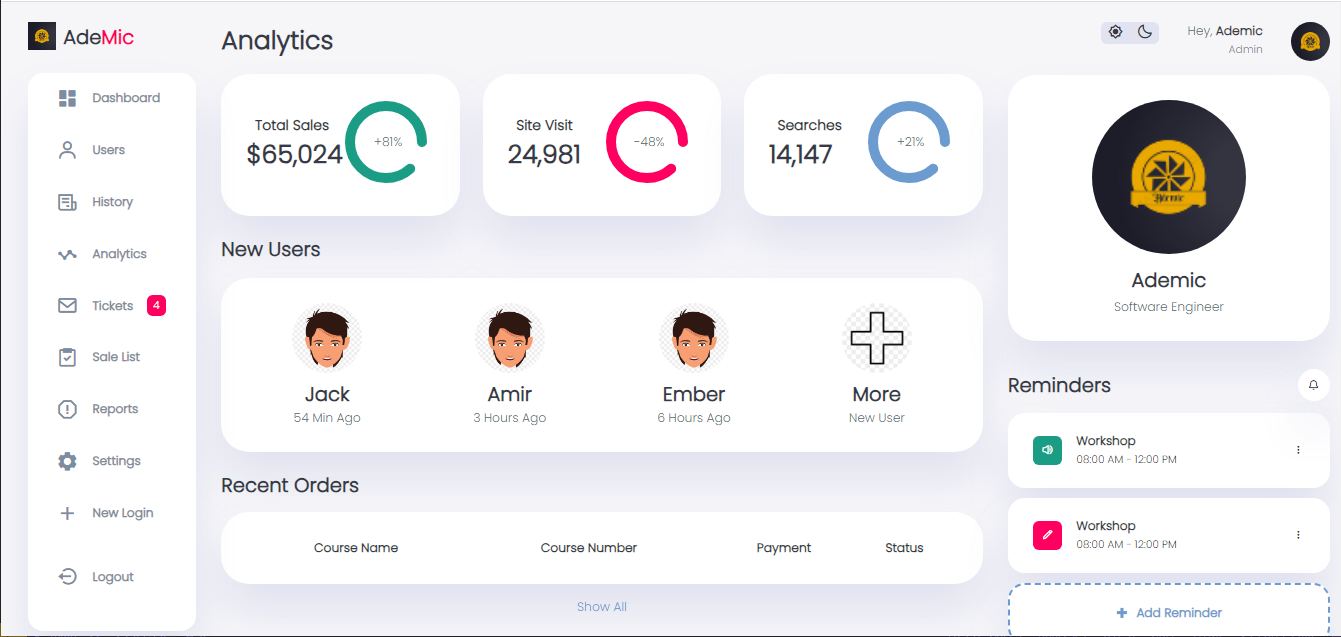 AdeMic
Dashboard
Users
History
Analytics
Tickets 4
Sale List
Reports
Settings
New Login
Logout
Analytics
Total Sales
$65,024
+81%
Site Visit
24,981
-48%
Searches
14,147
+21%
New Users
Jack
54 Min Ago
Amir
3 Hours Ago
Ember
6 Hours Ago
More
New User
Recent Orders
Course Name Course Number Payment Status
Show All
Hey, Ademic
Admin
Ademic
Software Engineer
Reminders
Workshop
08:00 AM - 12:00 PM
Workshop
08:00 AM - 12:00 PM
Add Reminder